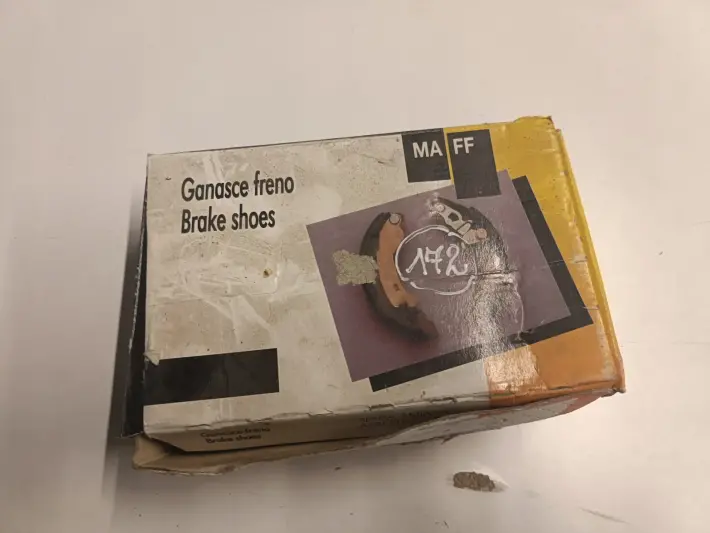 MA FF
Ganasce freno
Brake shoes
172
Ganasce freno
Brake shoes